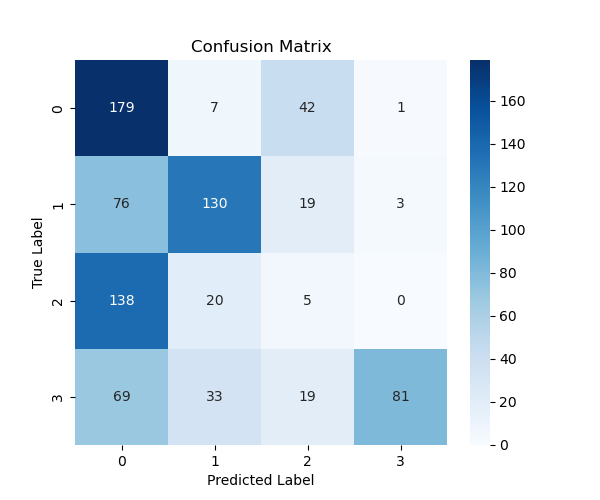 Confusion Matrix
0 179 7 42 1
1 76 130 19 3
2 138 20 5 0
3 69 33 19 81
0 1 2 3
True Label
Predicted Label
160
140
120
100
80
60
40
20
0